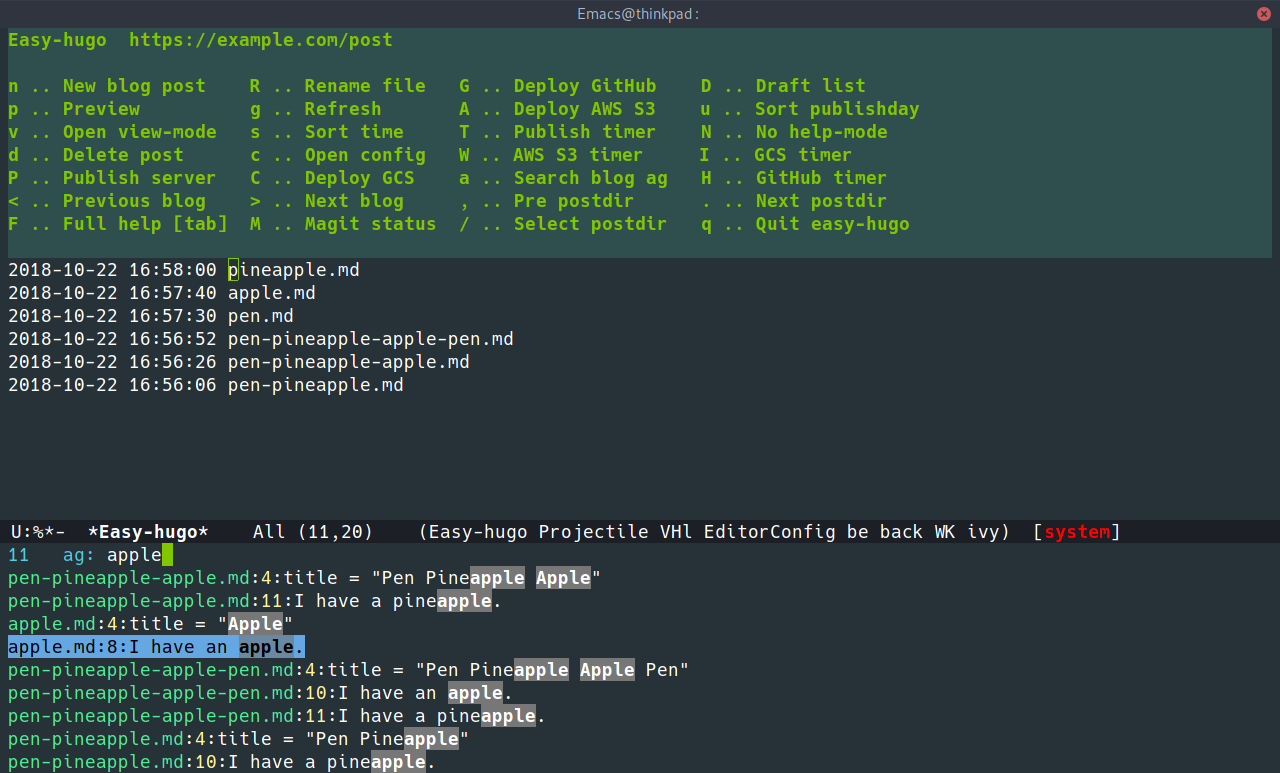 Emacs@thinkpad:
Easy-hugo  https://example.com/post
n .. New blog post    R .. Rename file   G .. Deploy GitHub    D .. Draft list
p .. Preview          g .. Refresh       A .. Deploy AWS S3    u .. Sort publishday
v .. Open view-mode   s .. Sort time     T .. Publish timer    N .. No help-mode
d .. Delete post      c .. Open config   W .. AWS S3 timer     I .. GCS timer
P .. Publish server   C .. Deploy GCS    a .. Search blog ag   H .. GitHub timer
< .. Previous blog    > .. Next blog     , .. Pre postdir      . .. Next postdir
F .. Full help [tab]  M .. Magit status  / .. Select postdir   q .. Quit easy-hugo
2018-10-22 16:58:00 pineapple.md
2018-10-22 16:57:40 apple.md
2018-10-22 16:57:30 pen.md
2018-10-22 16:56:52 pen-pineapple-apple-pen.md
2018-10-22 16:56:26 pen-pineapple-apple.md
2018-10-22 16:56:06 pen-pineapple.md
U:%*-  *Easy-hugo*    All (11,20)    (Easy-hugo Projectile VHl EditorConfig be back WK ivy)  [system]
11   ag: apple
pen-pineapple-apple.md:4:title = "Pen Pineapple Apple"
pen-pineapple-apple.md:11:I have a pineapple.
apple.md:4:title = "Apple"
apple.md:8:I have an apple.
pen-pineapple-apple-pen.md:4:title = "Pen Pineapple Apple Pen"
pen-pineapple-apple-pen.md:10:I have an apple.
pen-pineapple-apple-pen.md:11:I have a pineapple.
pen-pineapple.md:4:title = "Pen Pineapple"
pen-pineapple.md:10:I have a pineapple.